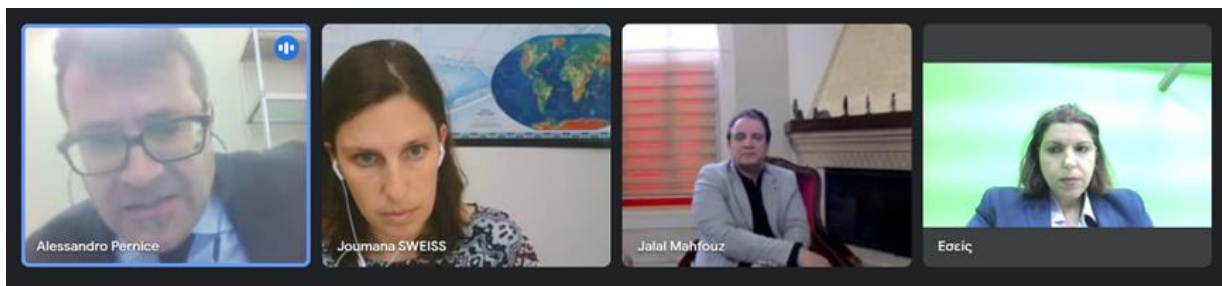 Alessandro Pernice
Joumana SWEISS
Jalal Mahfouz
Εσείς